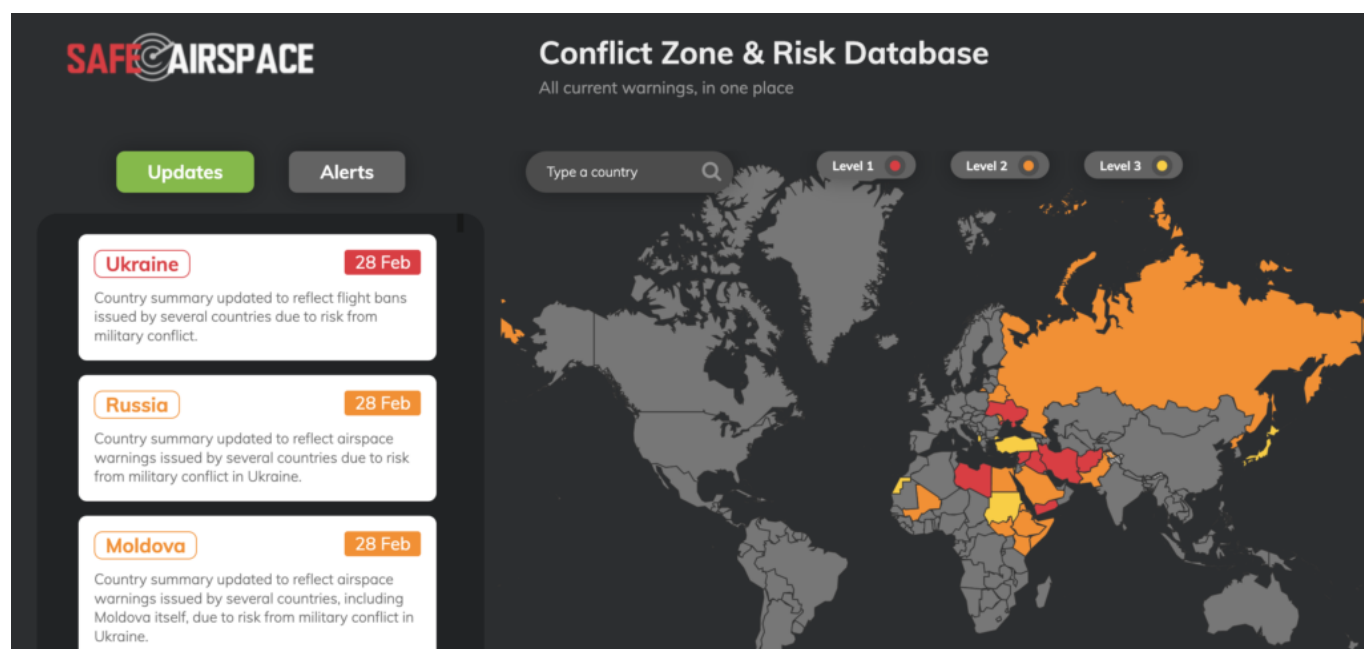 SAFE AIRSPACE
Conflict Zone & Risk Database
All current warnings, in one place
Updates
Alerts
Type a country
Level 1
Level 2
Level 3
Ukraine
28 Feb
Country summary updated to reflect flight bans
issued by several countries due to risk from
military conflict.
Russia
28 Feb
Country summary updated to reflect airspace
warnings issued by several countries due to risk
from military conflict in Ukraine.
Moldova
28 Feb
Country summary updated to reflect airspace
warnings issued by several countries, including
Moldova itself, due to risk from military conflict in
Ukraine.